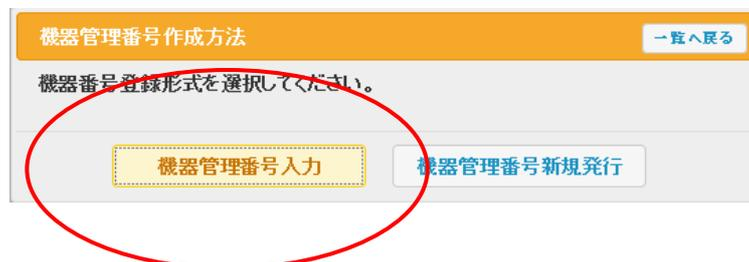 機器管理番号作成方法
一覧へ戻る
機器番号登録形式を選択してください。
機器管理番号入力
機器管理番号新規発行